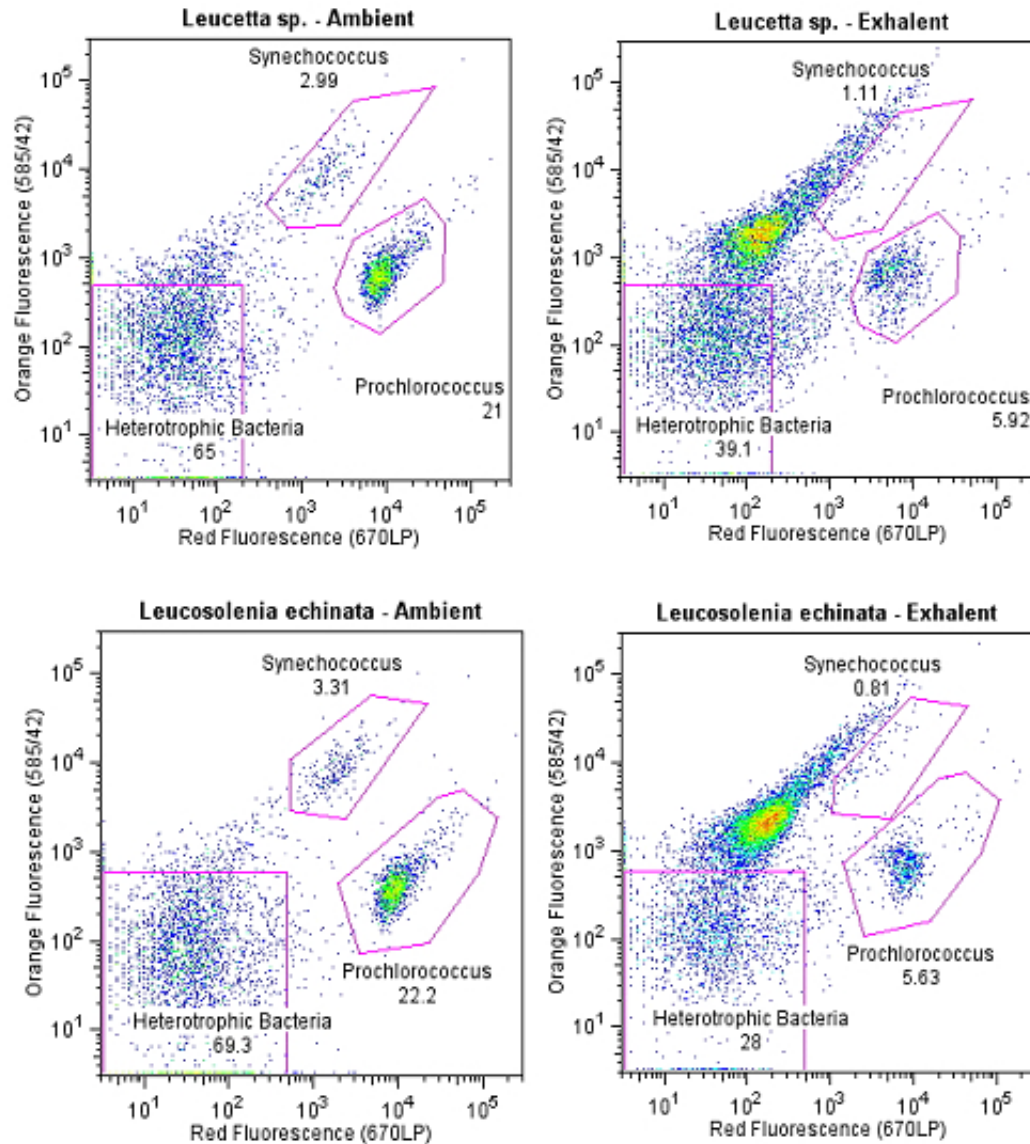 Leucetta sp. - Ambient
Synechococcus
2.99
10^5
10^4
10^3
10^2
10^1
Orange Fluorescence (585/42)
Prochlorococcus
21
Heterotrophic Bacteria
65
10^1 10^2 10^3 10^4 10^5
Red Fluorescence (670LP)
Leucetta sp. - Exhalent
Synechococcus
1.11
10^5
10^4
10^3
10^2
10^1
Orange Fluorescence (585/42)
Prochlorococcus
5.92
Heterotrophic Bacteria
39.1
10^1 10^2 10^3 10^4 10^5
Red Fluorescence (670LP)
Leucosolenia echinata - Ambient
Synechococcus
3.31
10^5
10^4
10^3
10^2
10^1
Orange Fluorescence (585/42)
Prochlorococcus
22.2
Heterotrophic Bacteria
69.3
10^1 10^2 10^3 10^4 10^5
Red Fluorescence (670LP)
Leucosolenia echinata - Exhalent
Synechococcus
0.81
10^5
10^4
10^3
10^2
10^1
Orange Fluorescence (585/42)
Prochlorococcus
5.63
Heterotrophic Bacteria
28
10^1 10^2 10^3 10^4 10^5
Red Fluorescence (670LP)